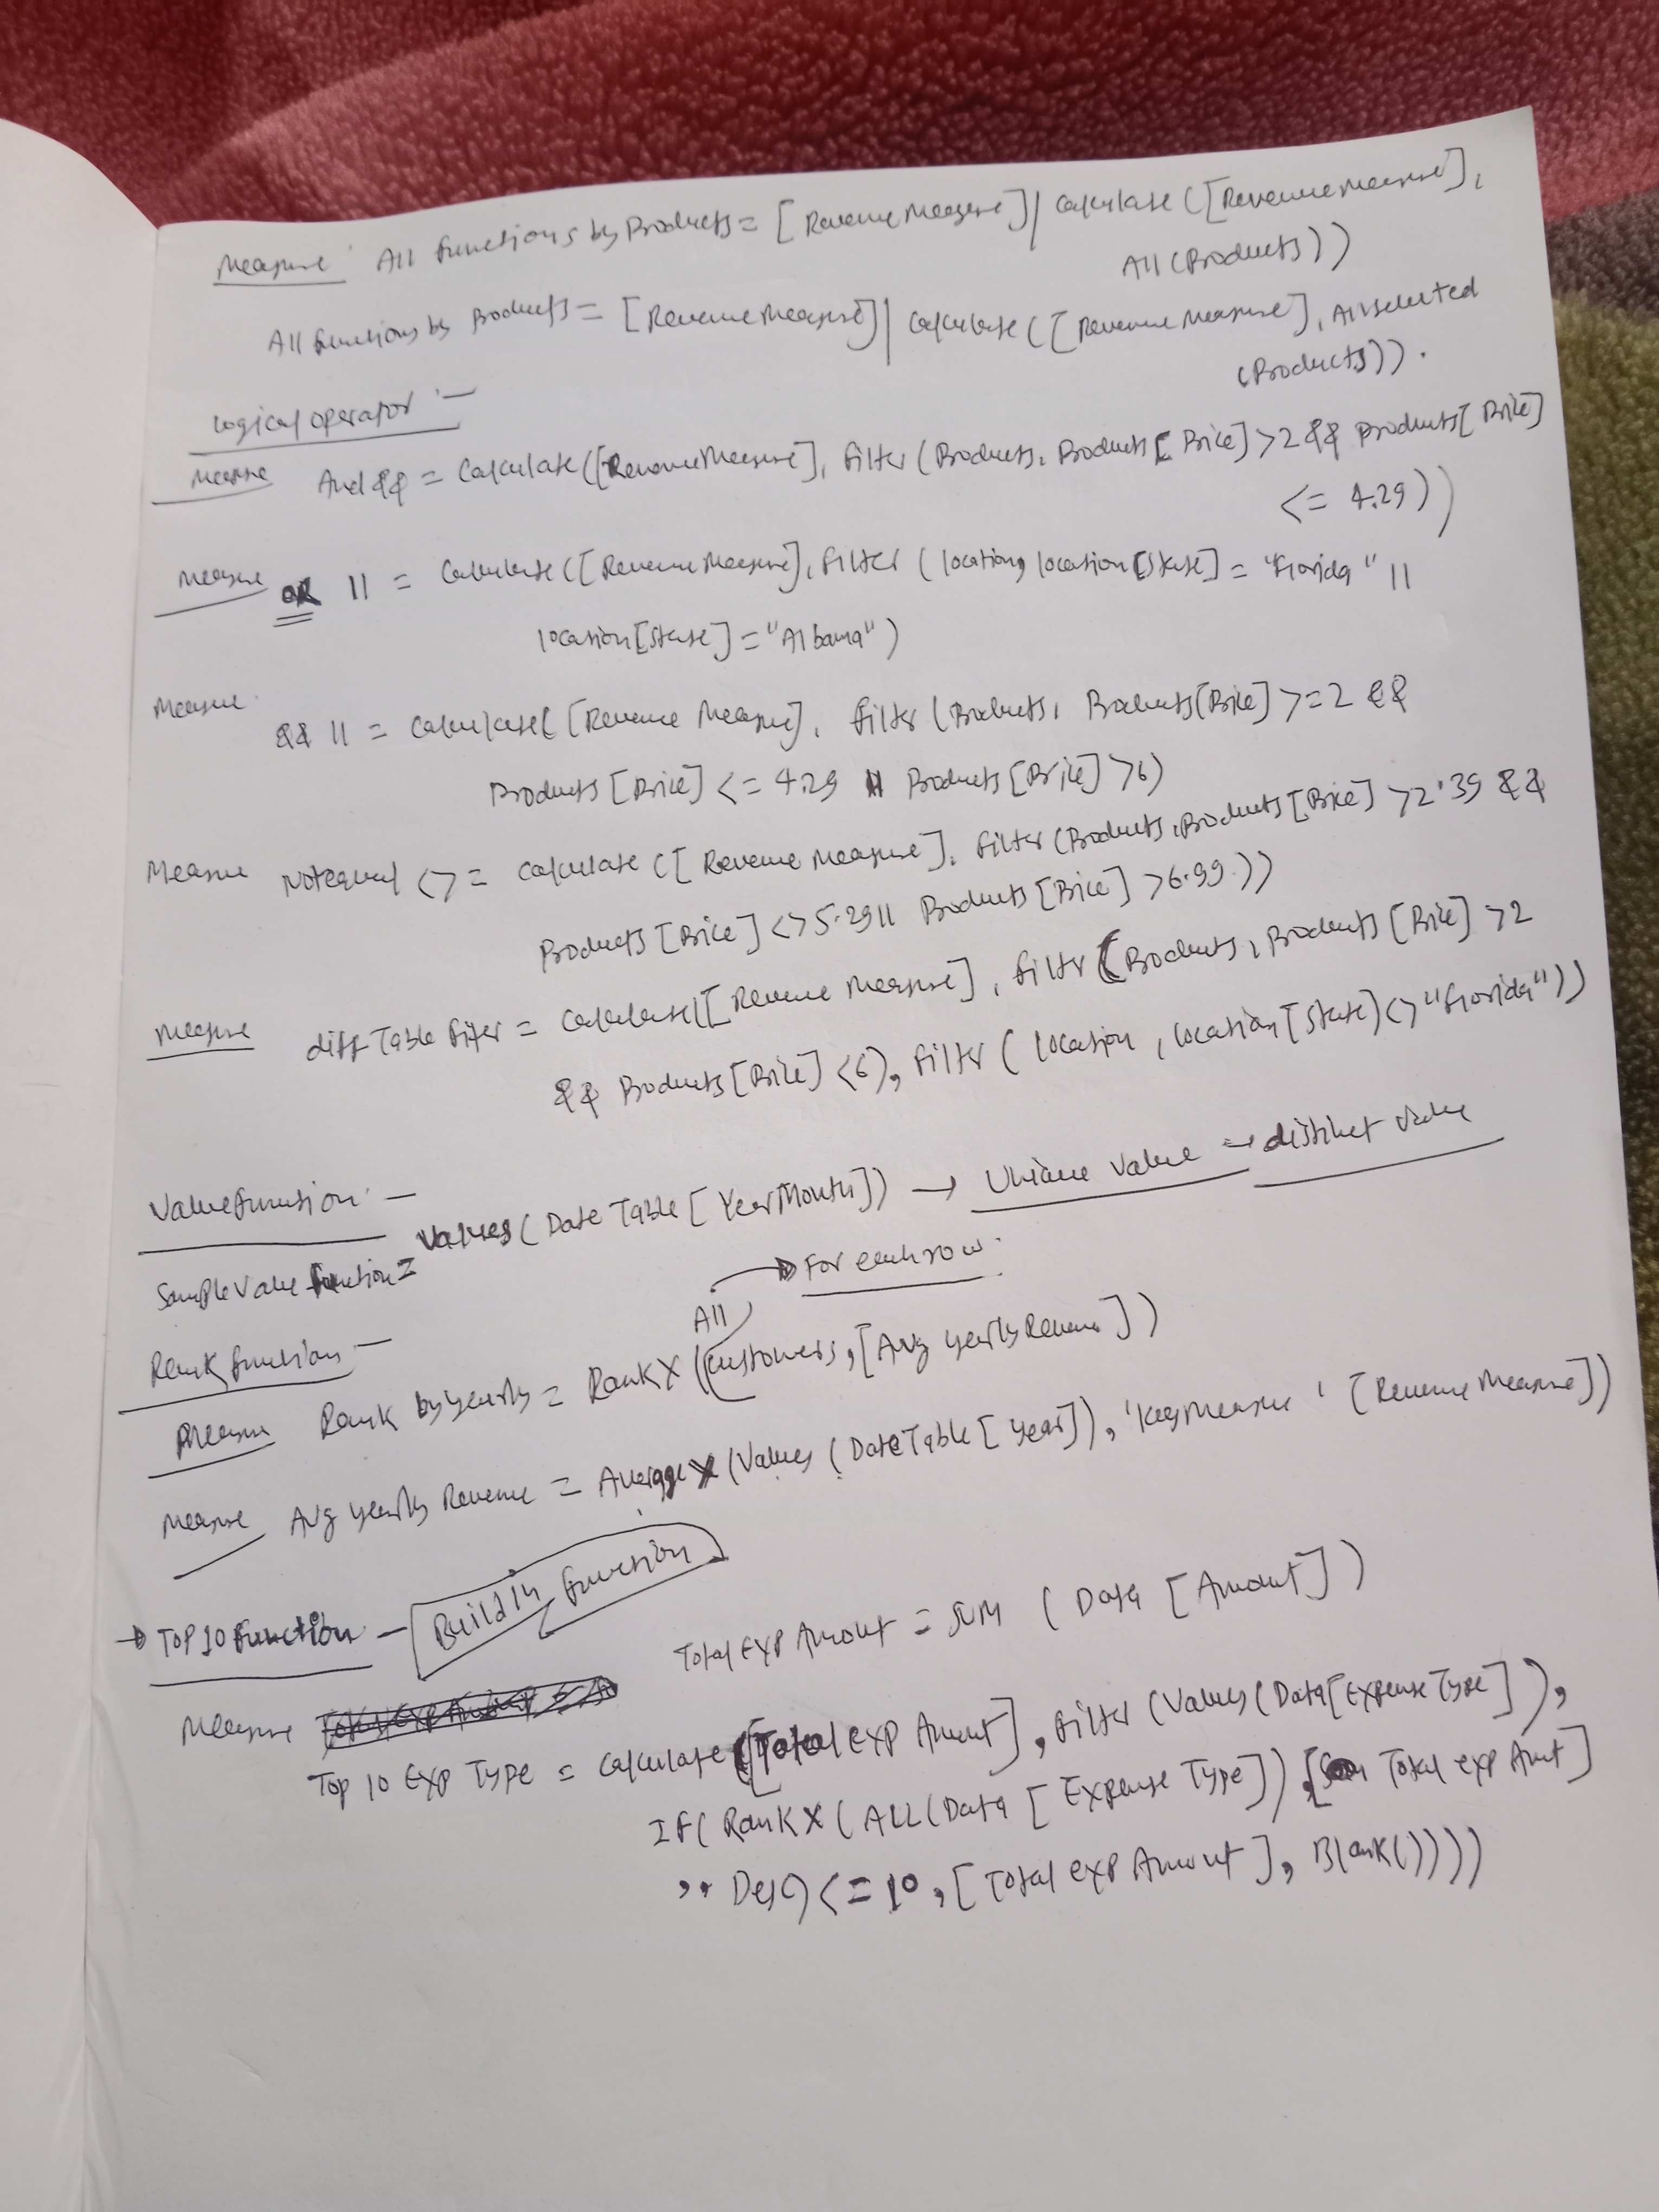 Measure All functions by Products = [Revenue Measure] | Calculate ([Revenue Measure],
All (Products))
All functions by Products = [Revenue Measure] | Calculate ([Revenue Measure], Allselected
(Products)).
Logical operator :-
Measure And && = Calculate ([Revenue Measure], filter (Products, Products [Price] >2 && Products [Price]
<= 4.29))
Measure OR || = Calculate ([Revenue Measure], filter (location, location [State] = "Florida" ||
location [State] = "Albama")
Measure
&& || = Calculate ([Revenue Measure], filter (Products, Products [Price] >=2 &&
Products [Price] <= 4.29 || Products [Price] >6)
Measure Notequal <> = Calculate ([Revenue Measure], filter (Products, Products [Price] >2.39 &&
Products [Price] <>5.29 || Products [Price] >6.99))
Measure diff Table filter = Calculate ([Revenue Measure], filter (Products, Products [Price] >2
&& Products [Price] <6), filter (location, location [State] <> "florida"))
Value function :-
Sample Value function = Values (Date Table [YearMonth]) → Unique Value → distinct value
All → For each row
Rank function :-
Measure Rank by yearly = RankX (Customers, [Avg yearly Revenue])
Measure Avg yearly Revenue = AverageX (Values (DateTable [Year]), 'KeyMeasure' [Revenue Measure])
→ TOP 10 function - Build In function
Total Exp Amount = SUM (Data [Amount])
Measure
Top 10 Exp Type = Calculate ([Total Exp Amount], filter (Values (Data [Expense Type]),
If( RankX (ALL (Data [Expense Type]), [Total exp Amt]
,, Desc) <= 10, [Total exp Amount], Blank())))